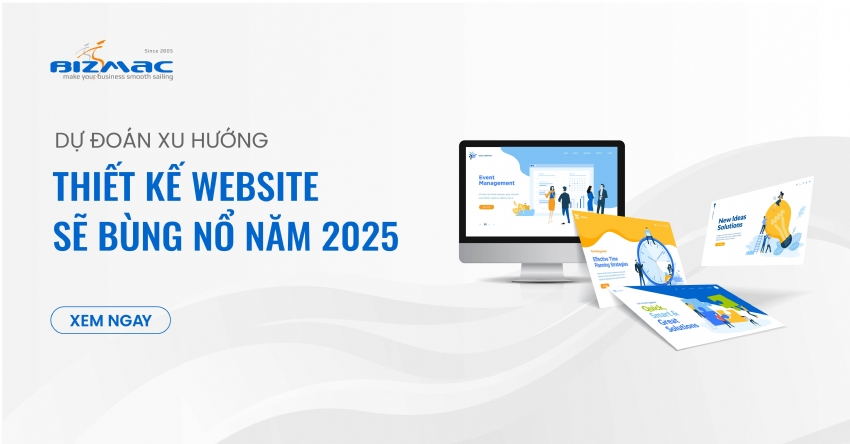 Since 2005
BIZMAC
make your business smooth sailing
DỰ ĐOÁN XU HƯỚNG
THIẾT KẾ WEBSITE
SẼ BÙNG NỔ NĂM 2025
XEM NGAY
Event
Management
New Ideas
Solutions
Effective Time
Planning Strategies
Quick,
Smart &
Great
Solutions